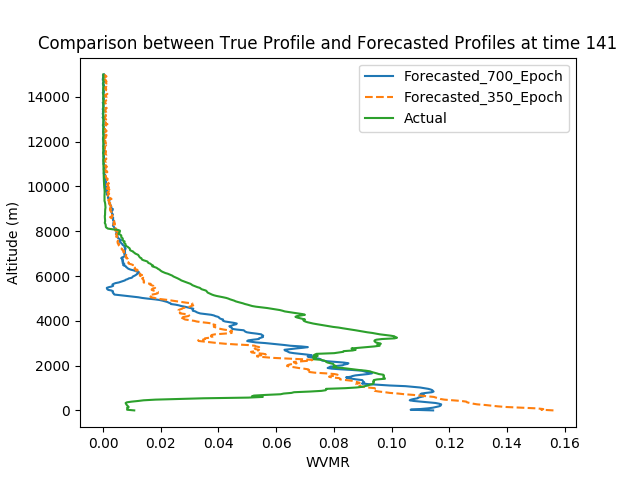 Comparison between True Profile and Forecasted Profiles at time 141
Forecasted_700_Epoch
Forecasted_350_Epoch
Actual
Altitude (m)
14000
12000
10000
8000
6000
4000
2000
0
0.00 0.02 0.04 0.06 0.08 0.10 0.12 0.14 0.16
WVMR